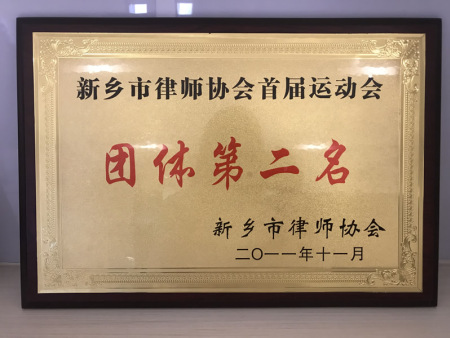 新乡市律师协会首届运动会
团体第二名
新乡市律师协会
二〇一一年十一月